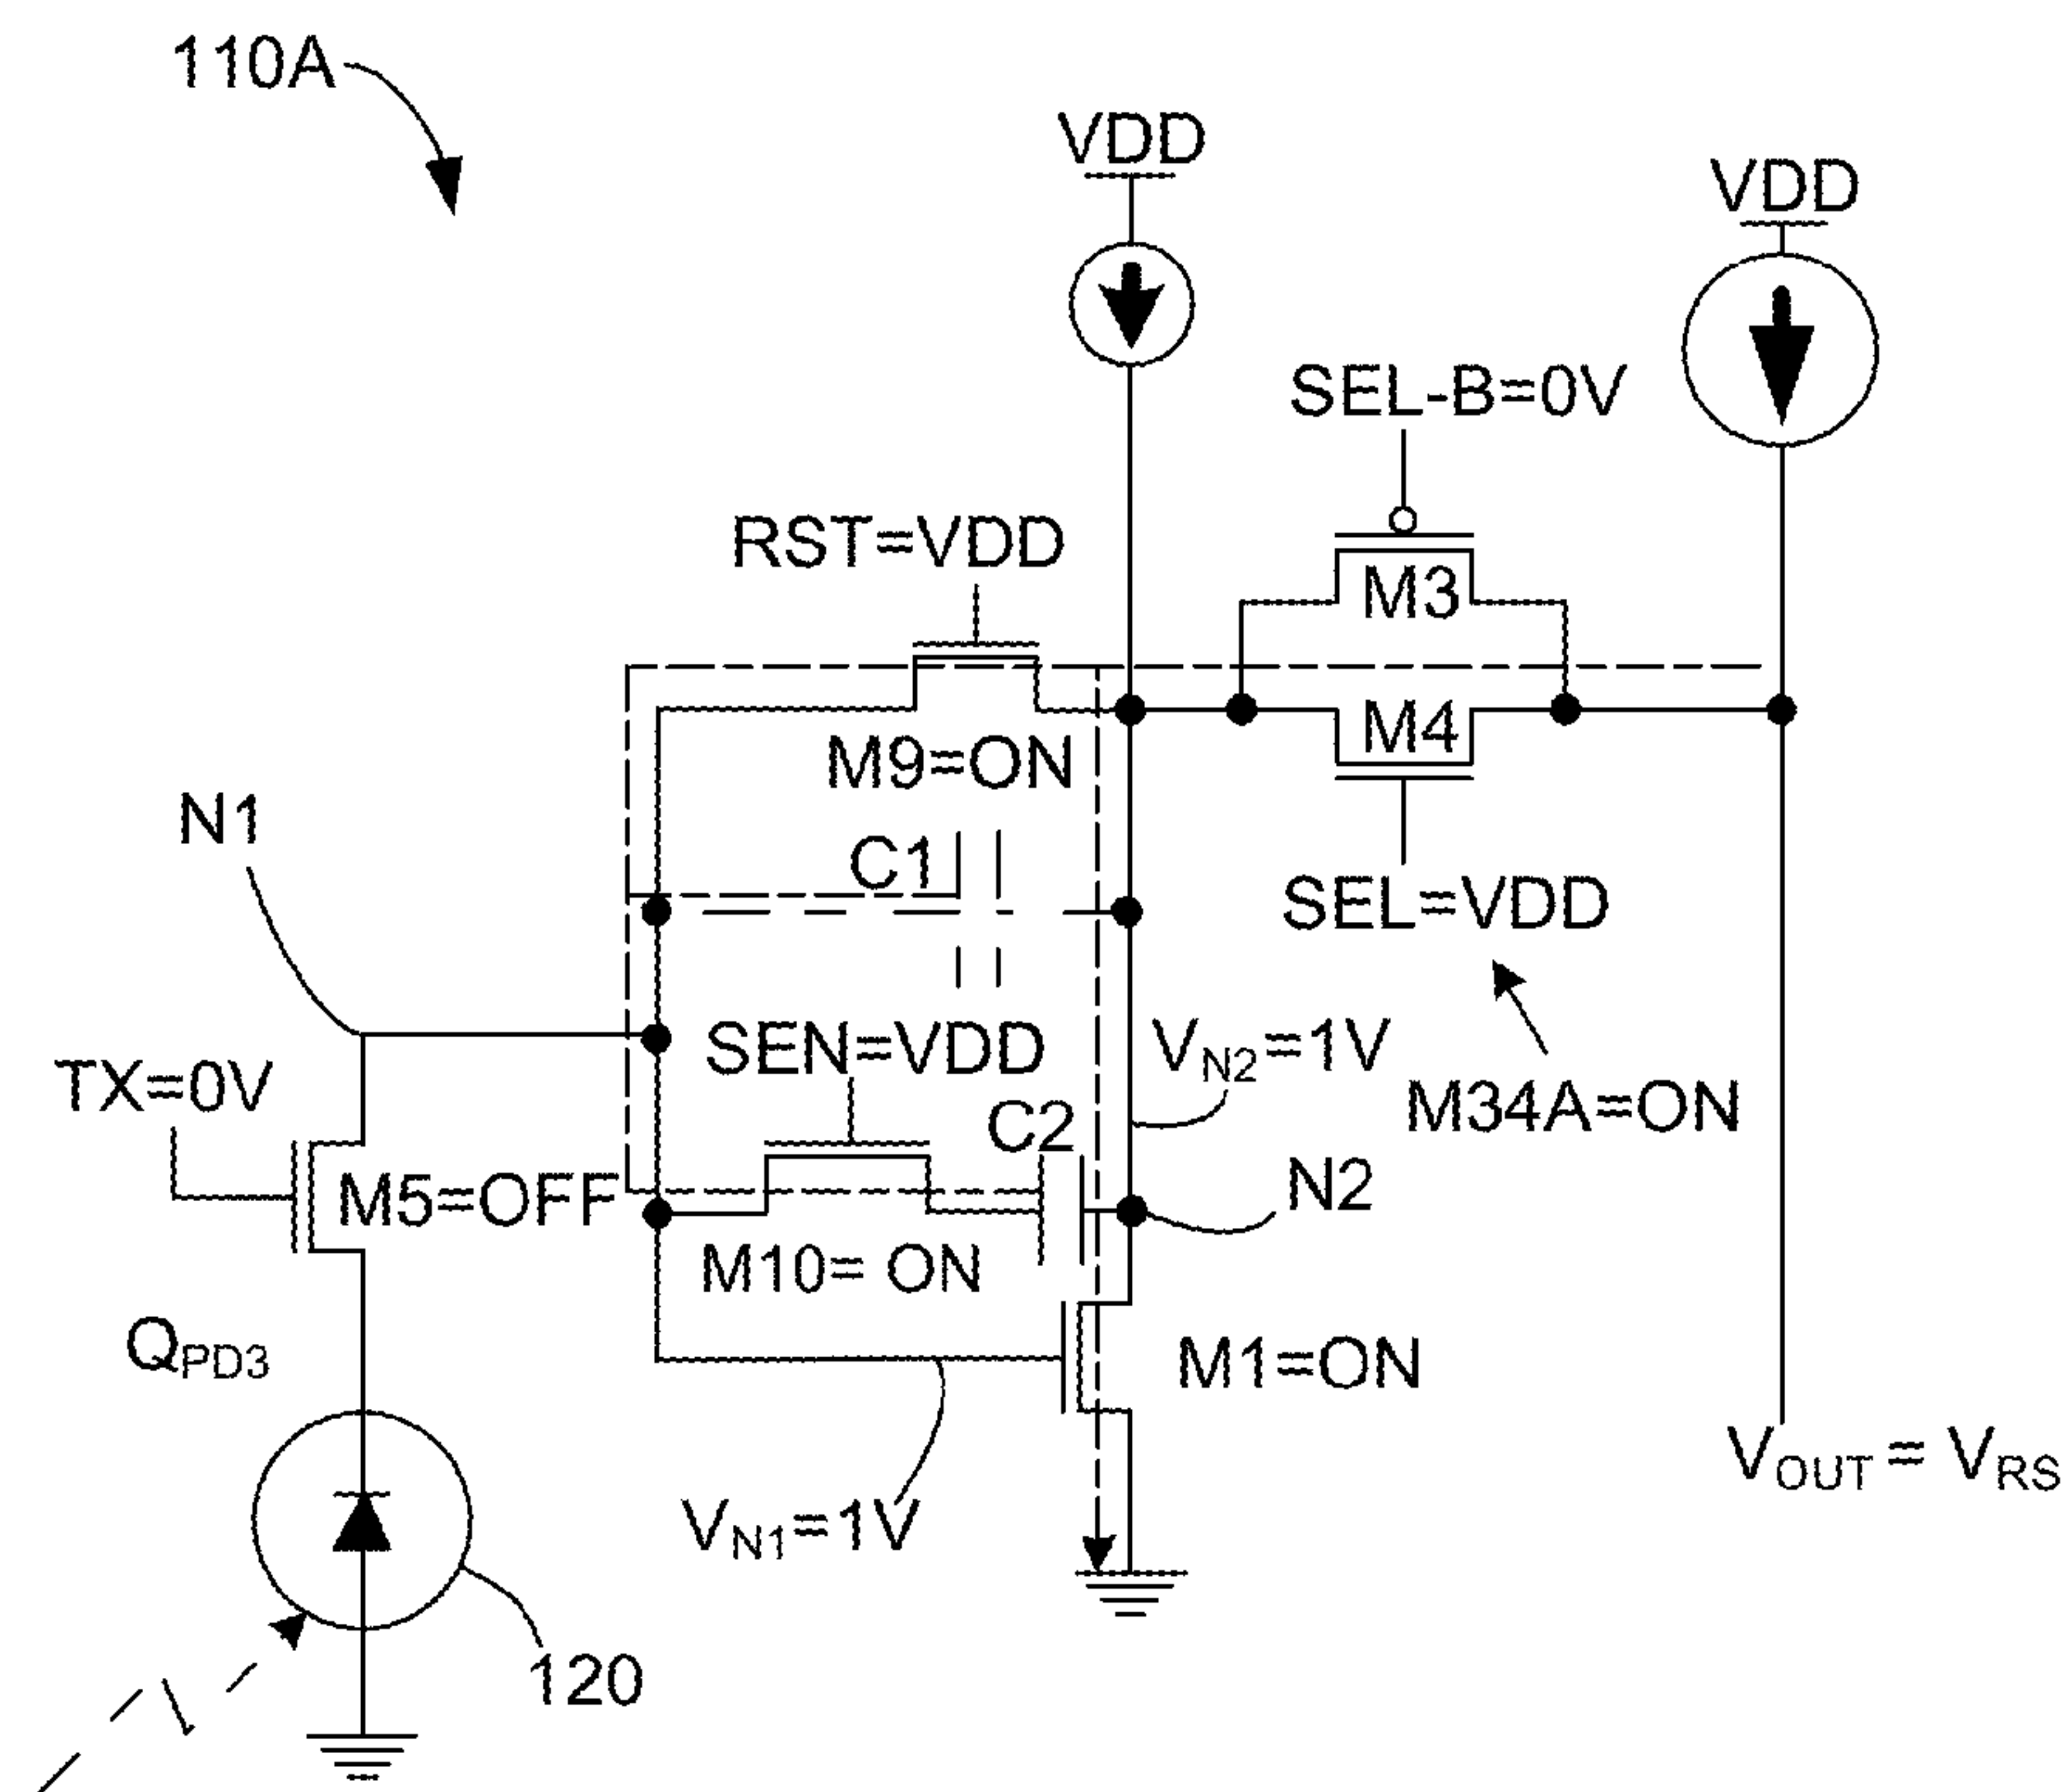 110A
VDD
VDD
SEL-B=0V
RST=VDD
M3
M4
M9=ON
N1
C1
SEL=VDD
SEN=VDD
VN2=1V
TX=0V
C2
M34A=ON
M5=OFF
N2
M10= ON
QPD3
M1=ON
VOUT = VRS
VN1=1V
120